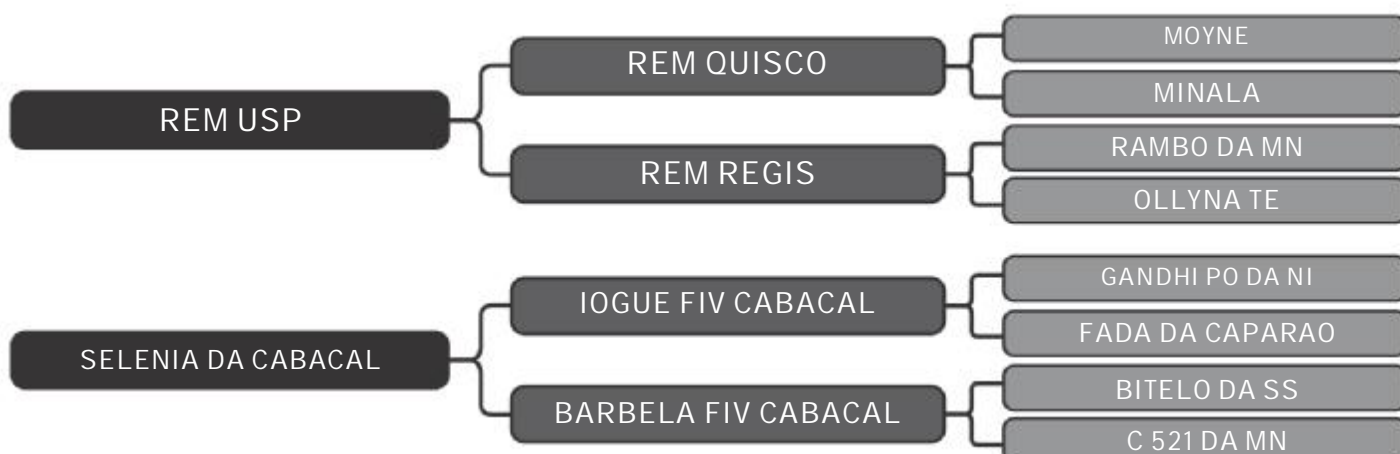 MOYNE
REM QUISCO
MINALA
REM USP
RAMBO DA MN
REM REGIS
OLLYNA TE
GANDHI PO DA NI
IOGUE FIV CABACAL
FADA DA CAPARAO
SELENIA DA CABACAL
BITELO DA SS
BARBELA FIV CABACAL
C 521 DA MN